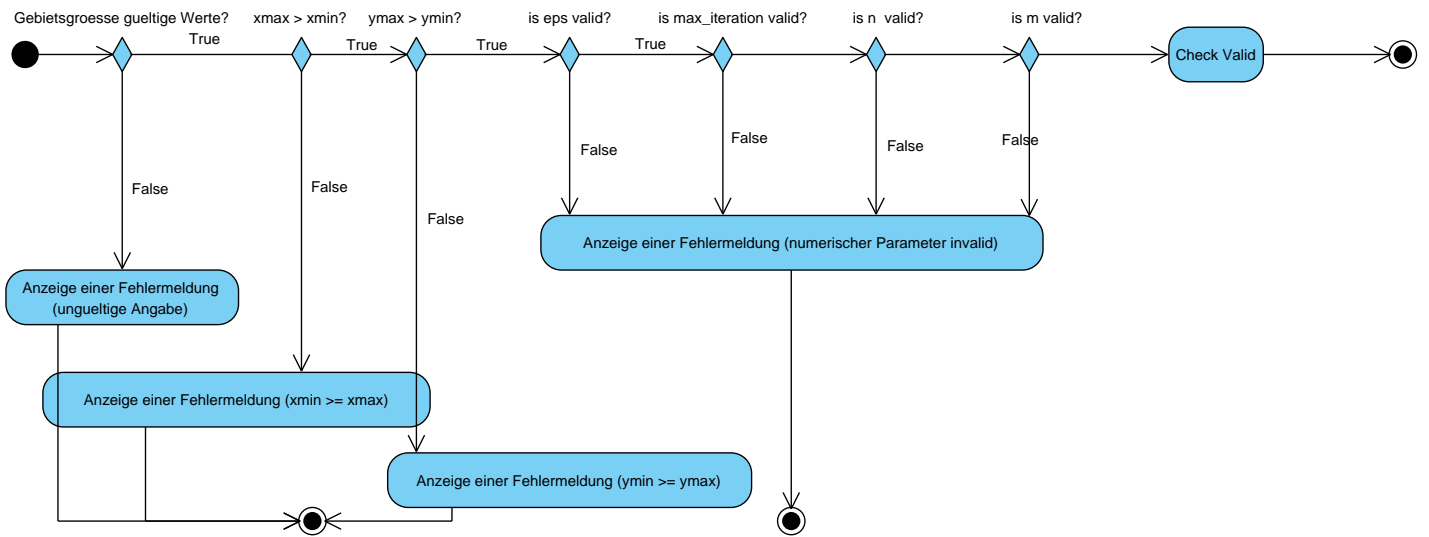 Gebietsgroesse gueltige Werte?
xmax > xmin?
ymax > ymin?
is eps valid?
is max_iteration valid?
is n  valid?
is m valid?
True
True
True
True
Check Valid
False
False
False
False
False
False
False
Anzeige einer Fehlermeldung (numerischer Parameter invalid)
Anzeige einer Fehlermeldung
(ungueltige Angabe)
Anzeige einer Fehlermeldung (xmin >= xmax)
Anzeige einer Fehlermeldung (ymin >= ymax)